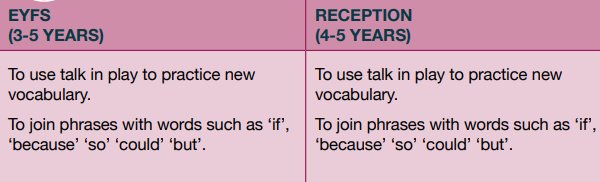 EYFS
(3-5 YEARS)
To use talk in play to practice new
vocabulary.
To join phrases with words such as ‘if’,
‘because’ ‘so’ ‘could’ ‘but’.
RECEPTION
(4-5 YEARS)
To use talk in play to practice new
vocabulary.
To join phrases with words such as ‘if’,
‘because’ ‘so’ ‘could’ ‘but’.